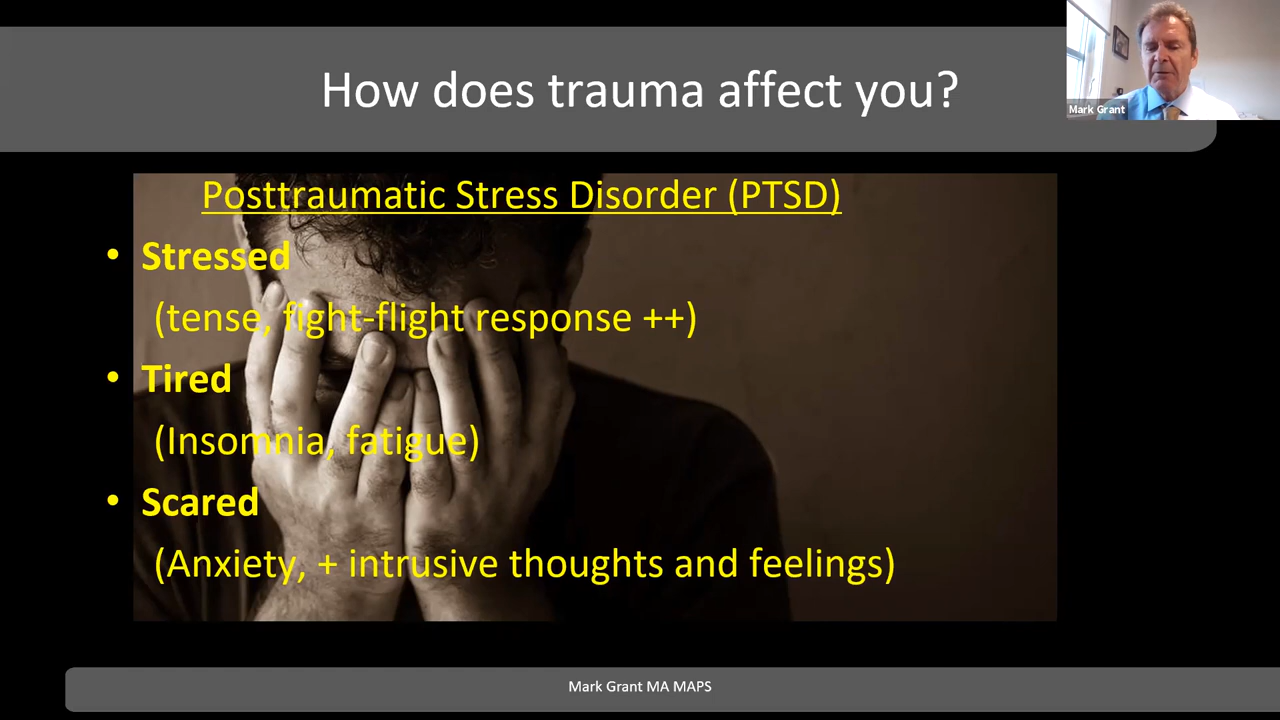 How does trauma affect you?
Mark Grant
Posttraumatic Stress Disorder (PTSD)
• Stressed
(tense, fight-flight response ++)
• Tired
(Insomnia, fatigue)
• Scared
(Anxiety, + intrusive thoughts and feelings)
Mark Grant MA MAPS